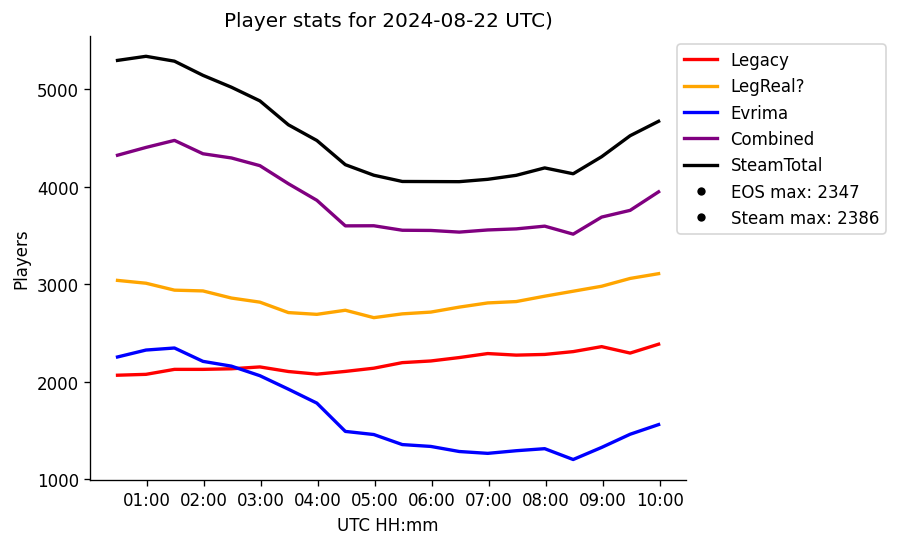 Player stats for 2024-08-22 UTC)
Legacy
LegReal?
Evrima
Combined
SteamTotal
EOS max: 2347
Steam max: 2386
Players
5000
4000
3000
2000
1000
01:00 02:00 03:00 04:00 05:00 06:00 07:00 08:00 09:00 10:00
UTC HH:mm